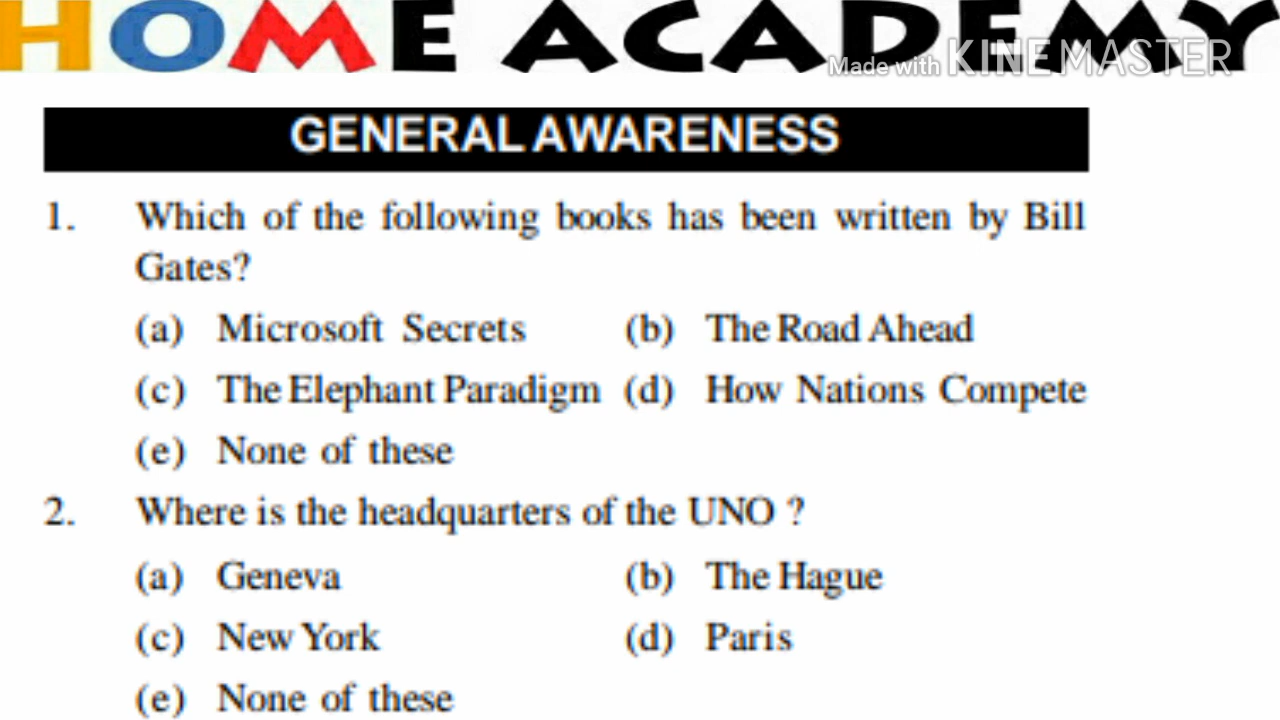 HOME ACADEMY
Made with KINEMASTER
GENERAL AWARENESS
1. Which of the following books has been written by Bill
Gates?
(a) Microsoft Secrets (b) The Road Ahead
(c) The Elephant Paradigm (d) How Nations Compete
(e) None of these
2. Where is the headquarters of the UNO ?
(a) Geneva (b) The Hague
(c) New York (d) Paris
(e) None of these